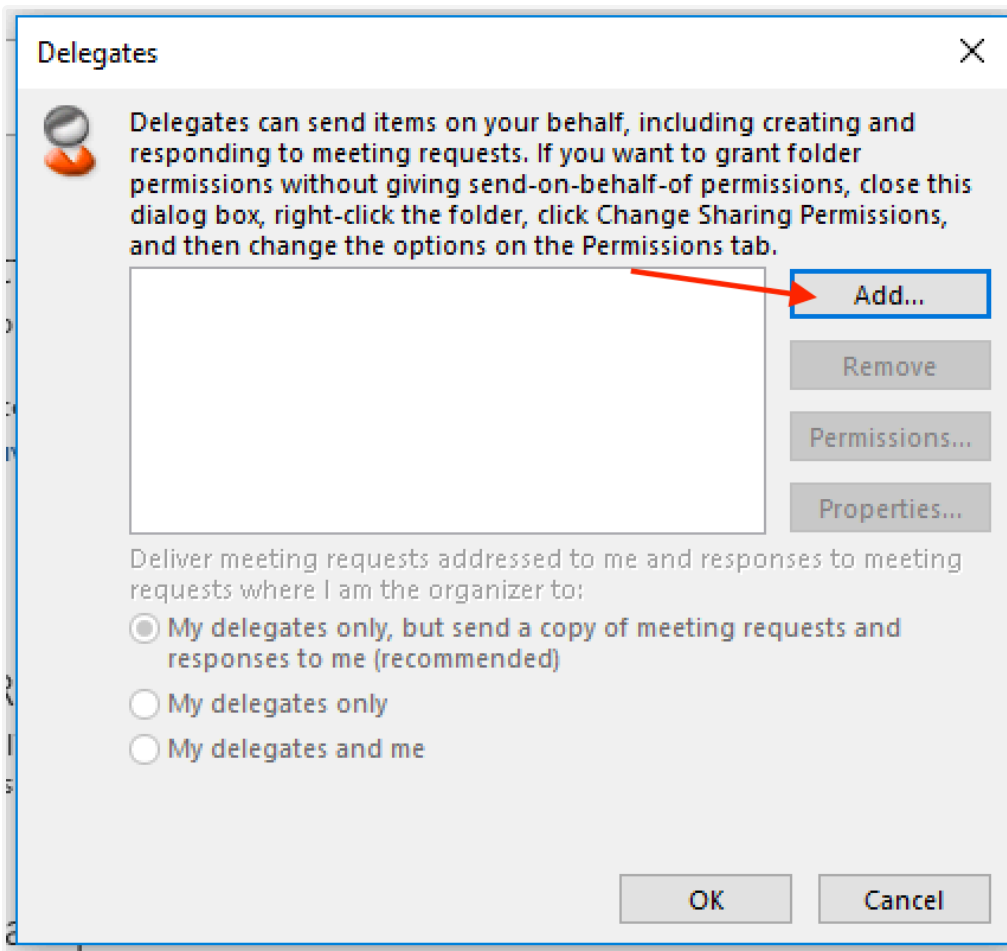 Delegates
Delegates can send items on your behalf, including creating and
responding to meeting requests. If you want to grant folder
permissions without giving send-on-behalf-of permissions, close this
dialog box, right-click the folder, click Change Sharing Permissions,
and then change the options on the Permissions tab.
Add...
Remove
Permissions...
Properties...
Deliver meeting requests addressed to me and responses to meeting
requests where I am the organizer to:
My delegates only, but send a copy of meeting requests and
responses to me (recommended)
My delegates only
My delegates and me
OK
Cancel